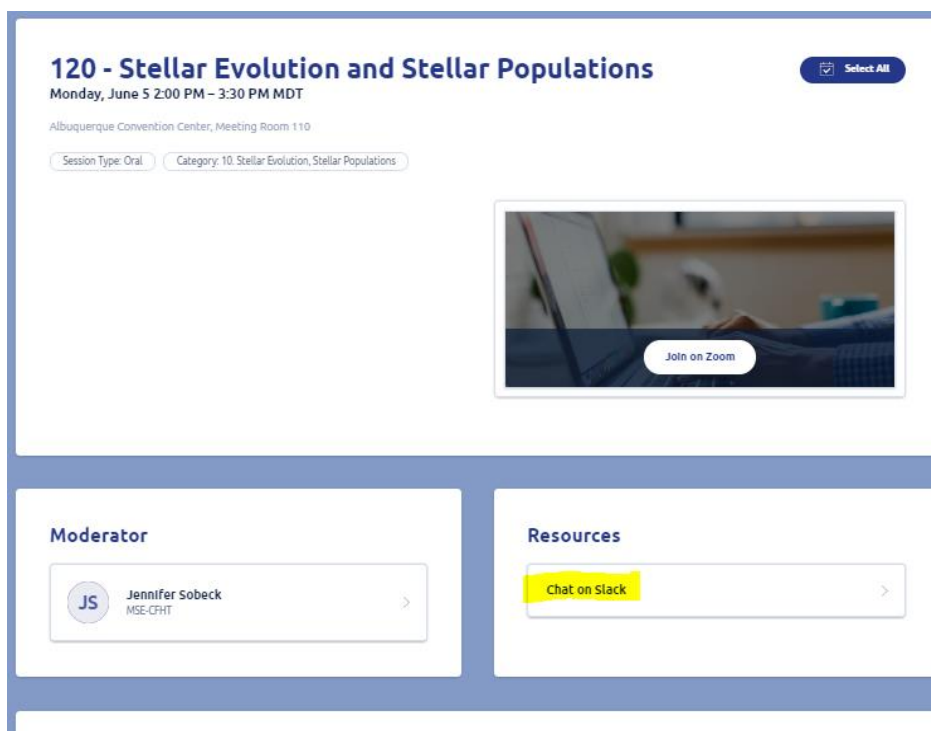 120 - Stellar Evolution and Stellar Populations
Select All
Monday, June 5 2:00 PM – 3:30 PM MDT
Albuquerque Convention Center, Meeting Room 110
Session Type: Oral
Category: 10. Stellar Evolution, Stellar Populations
Join on Zoom
Moderator
JS
Jennifer Sobeck
MSE-CFHT
Resources
Chat on Slack